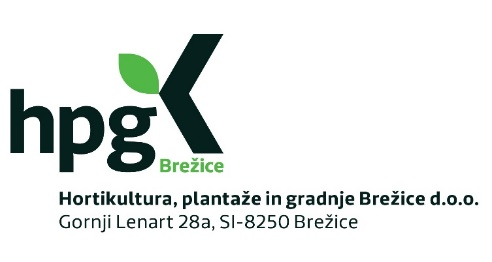 hpg
Brežice
Hortikultura, plantaže in gradnje Brežice d.o.o.
Gornji Lenart 28a, SI-8250 Brežice